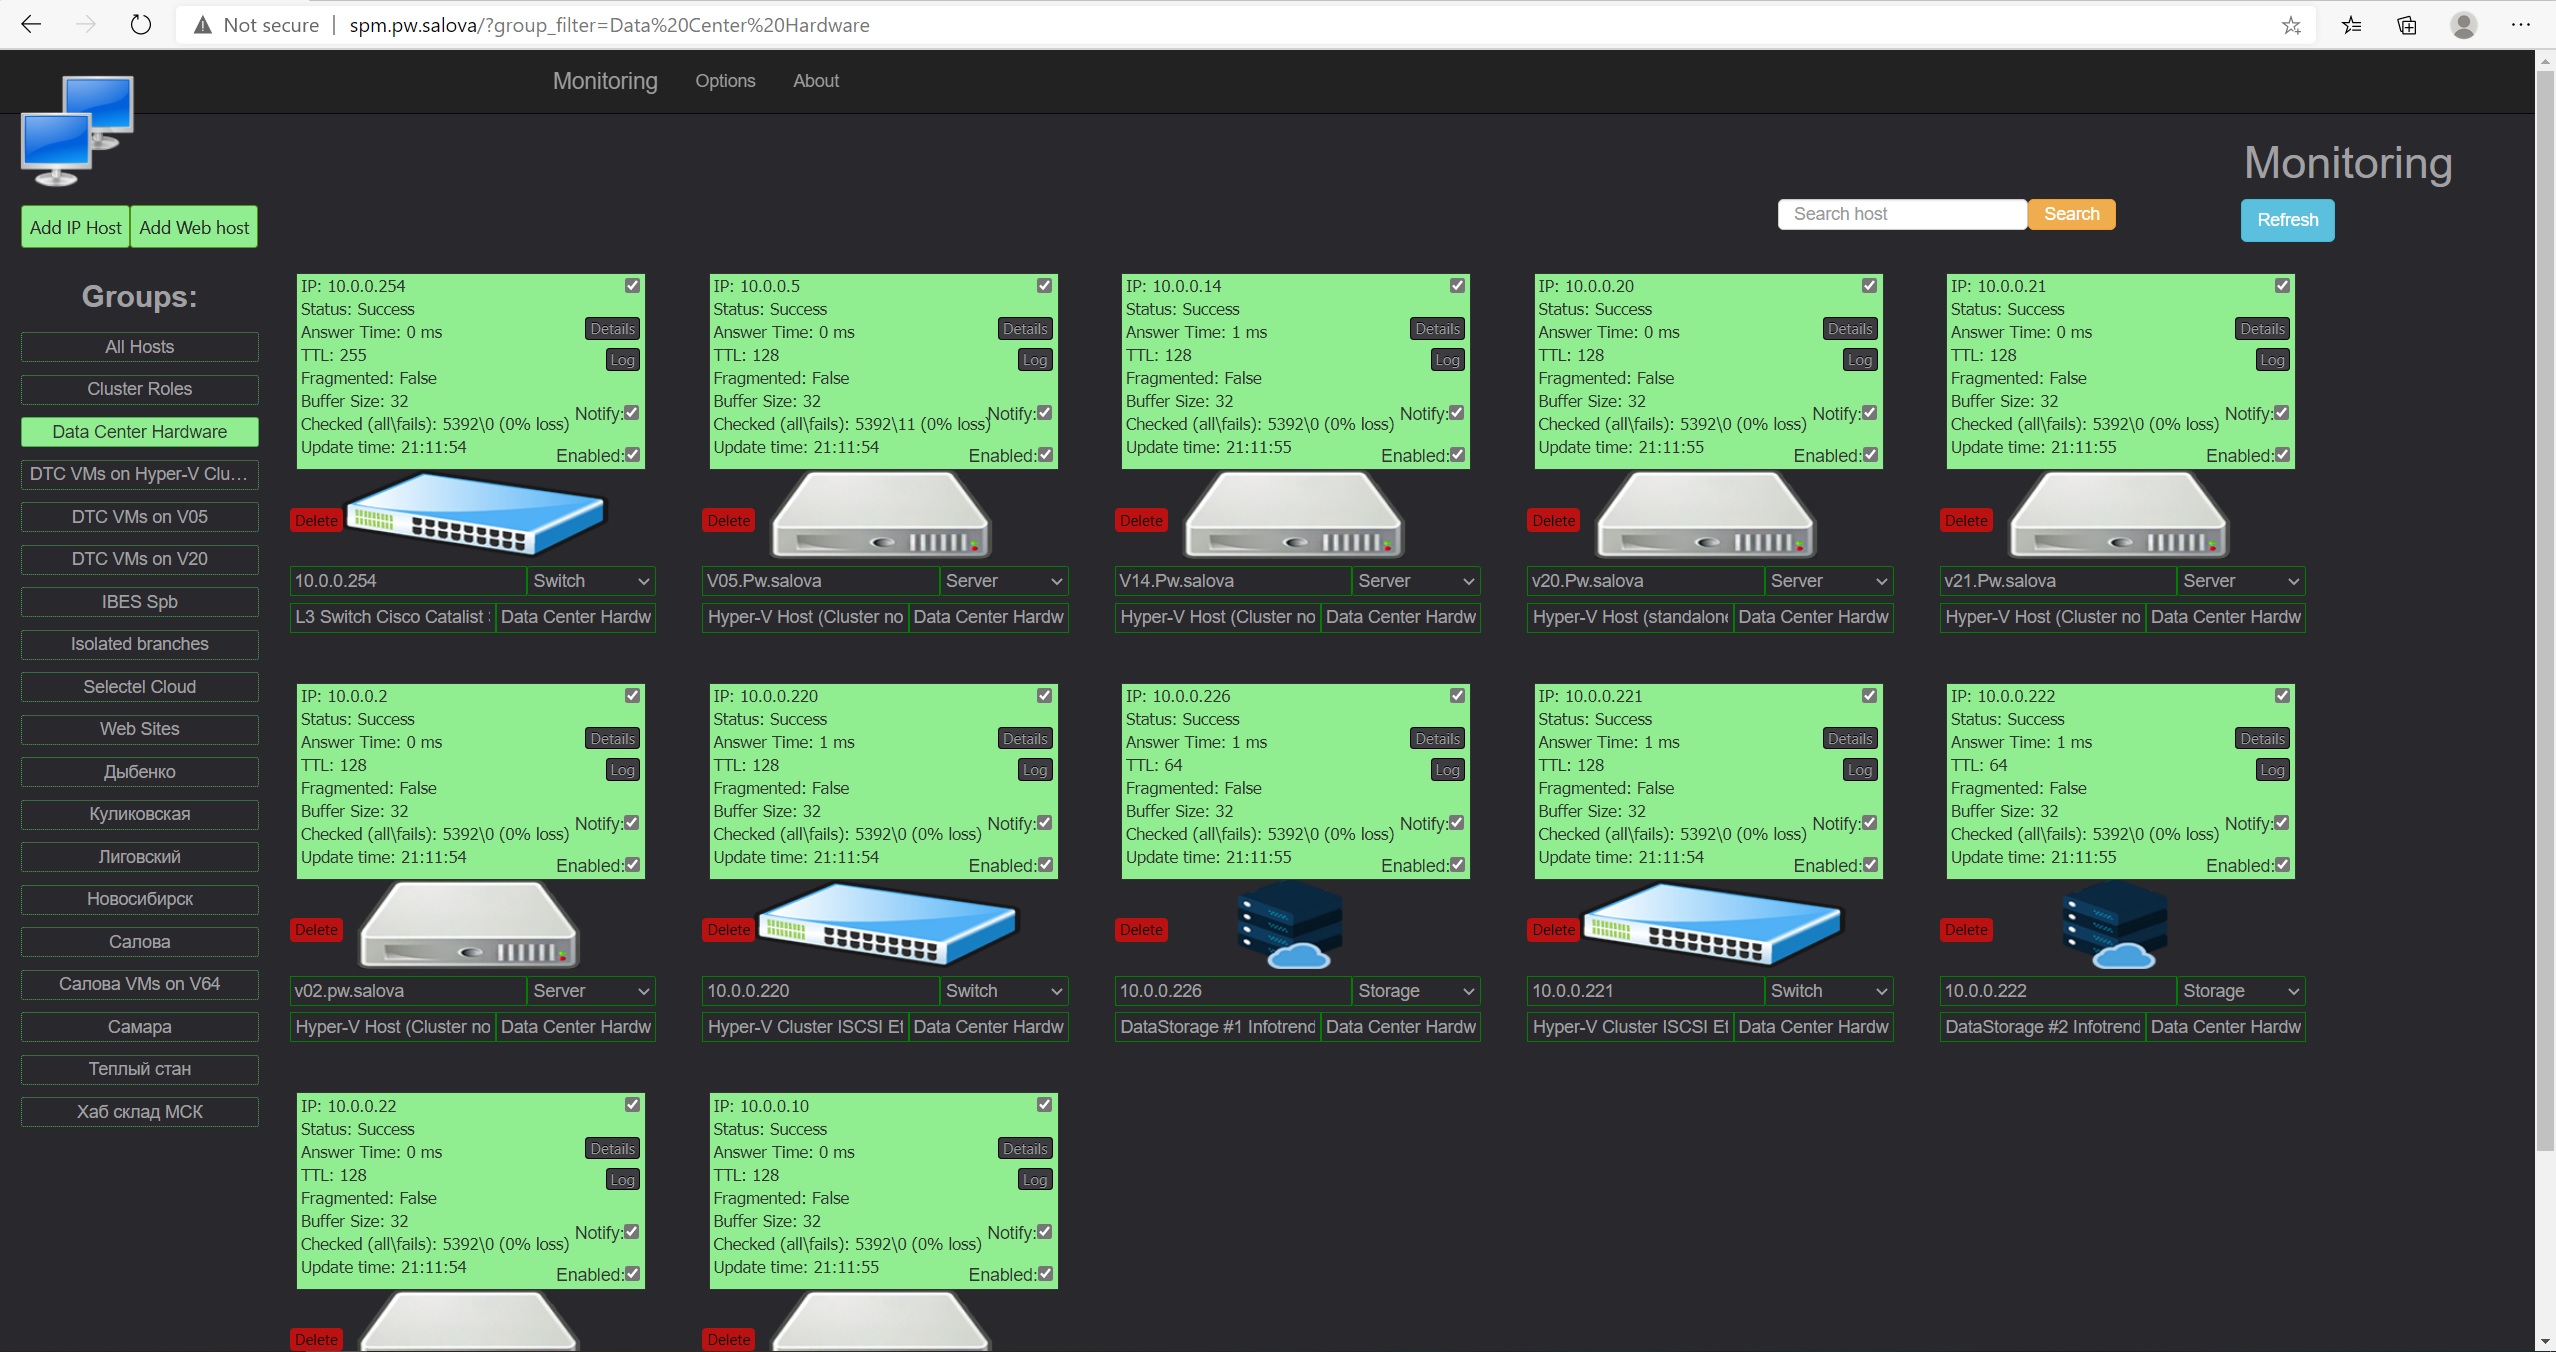 Not secure | spm.pw.salova/?group_filter=Data%20Center%20Hardware
Monitoring Options About
Monitoring
Add IP Host Add Web host
Search host Search Refresh
Groups:
All Hosts
Cluster Roles
Data Center Hardware
DTC VMs on Hyper-V Clu...
DTC VMs on V05
DTC VMs on V20
IBES Spb
Isolated branches
Selectel Cloud
Web Sites
Дыбенко
Куликовская
Лиговский
Новосибирск
Салова
Салова VMs on V64
Самара
Теплый стан
Хаб склад МСК
IP: 10.0.0.254
Status: Success
Answer Time: 0 ms
Details
TTL: 255
Log
Fragmented: False
Buffer Size: 32
Notify:
Checked (all\fails): 5392\0 (0% loss)
Update time: 21:11:54
Enabled:
Delete
10.0.0.254 Switch
L3 Switch Cisco Catalist Data Center Hardw
IP: 10.0.0.5
Status: Success
Answer Time: 0 ms
Details
TTL: 128
Log
Fragmented: False
Buffer Size: 32
Notify:
Checked (all\fails): 5392\11 (0% loss)
Update time: 21:11:54
Enabled:
Delete
V05.Pw.salova Server
Hyper-V Host (Cluster no Data Center Hardw
IP: 10.0.0.14
Status: Success
Answer Time: 1 ms
Details
TTL: 128
Log
Fragmented: False
Buffer Size: 32
Notify:
Checked (all\fails): 5392\0 (0% loss)
Update time: 21:11:55
Enabled:
Delete
V14.Pw.salova Server
Hyper-V Host (Cluster no Data Center Hardw
IP: 10.0.0.20
Status: Success
Answer Time: 0 ms
Details
TTL: 128
Log
Fragmented: False
Buffer Size: 32
Notify:
Checked (all\fails): 5392\0 (0% loss)
Update time: 21:11:55
Enabled:
Delete
v20.Pw.salova Server
Hyper-V Host (standalone Data Center Hardw
IP: 10.0.0.21
Status: Success
Answer Time: 0 ms
Details
TTL: 128
Log
Fragmented: False
Buffer Size: 32
Notify:
Checked (all\fails): 5392\0 (0% loss)
Update time: 21:11:55
Enabled:
Delete
v21.Pw.salova Server
Hyper-V Host (Cluster no Data Center Hardw
IP: 10.0.0.2
Status: Success
Answer Time: 0 ms
Details
TTL: 128
Log
Fragmented: False
Buffer Size: 32
Notify:
Checked (all\fails): 5392\0 (0% loss)
Update time: 21:11:54
Enabled:
Delete
v02.pw.salova Server
Hyper-V Host (Cluster no Data Center Hardw
IP: 10.0.0.220
Status: Success
Answer Time: 1 ms
Details
TTL: 128
Log
Fragmented: False
Buffer Size: 32
Notify:
Checked (all\fails): 5392\0 (0% loss)
Update time: 21:11:54
Enabled:
Delete
10.0.0.220 Switch
Hyper-V Cluster ISCSI Et Data Center Hardw
IP: 10.0.0.226
Status: Success
Answer Time: 1 ms
Details
TTL: 64
Log
Fragmented: False
Buffer Size: 32
Notify:
Checked (all\fails): 5392\0 (0% loss)
Update time: 21:11:55
Enabled:
Delete
10.0.0.226 Storage
DataStorage #1 Infotrend Data Center Hardw
IP: 10.0.0.221
Status: Success
Answer Time: 1 ms
Details
TTL: 128
Log
Fragmented: False
Buffer Size: 32
Notify:
Checked (all\fails): 5392\0 (0% loss)
Update time: 21:11:54
Enabled:
Delete
10.0.0.221 Switch
Hyper-V Cluster ISCSI Et Data Center Hardw
IP: 10.0.0.222
Status: Success
Answer Time: 1 ms
Details
TTL: 64
Log
Fragmented: False
Buffer Size: 32
Notify:
Checked (all\fails): 5392\0 (0% loss)
Update time: 21:11:55
Enabled:
Delete
10.0.0.222 Storage
DataStorage #2 Infotrend Data Center Hardw
IP: 10.0.0.22
Status: Success
Answer Time: 0 ms
Details
TTL: 128
Log
Fragmented: False
Buffer Size: 32
Notify:
Checked (all\fails): 5392\0 (0% loss)
Update time: 21:11:54
Enabled:
Delete
IP: 10.0.0.10
Status: Success
Answer Time: 0 ms
Details
TTL: 128
Log
Fragmented: False
Buffer Size: 32
Notify:
Checked (all\fails): 5392\0 (0% loss)
Update time: 21:11:55
Enabled:
Delete